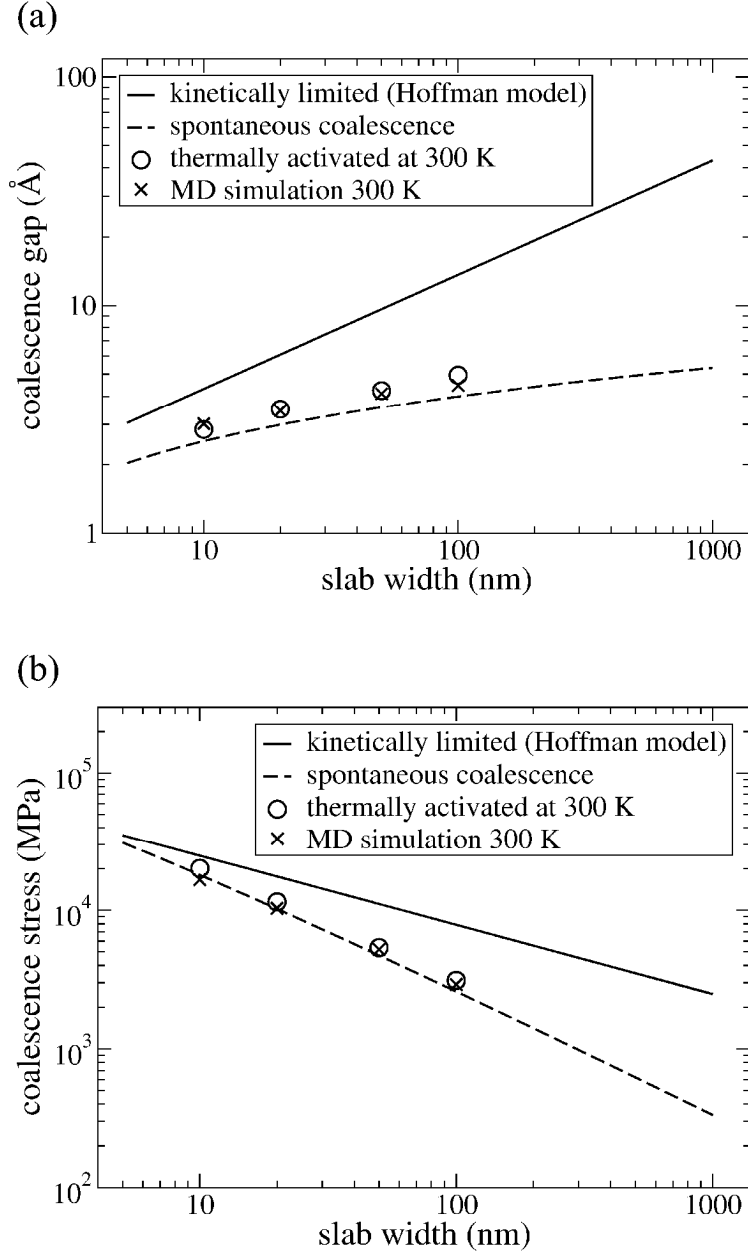 (a)
100
kinetically limited (Hoffman model)
spontaneous coalescence
thermally activated at 300 K
MD simulation 300 K
coalescence gap (Å)
10
1
10
100
1000
slab width (nm)
(b)
kinetically limited (Hoffman model)
spontaneous coalescence
thermally activated at 300 K
MD simulation 300 K
coalescence stress (MPa)
10⁵
10⁴
10³
10²
10
100
1000
slab width (nm)